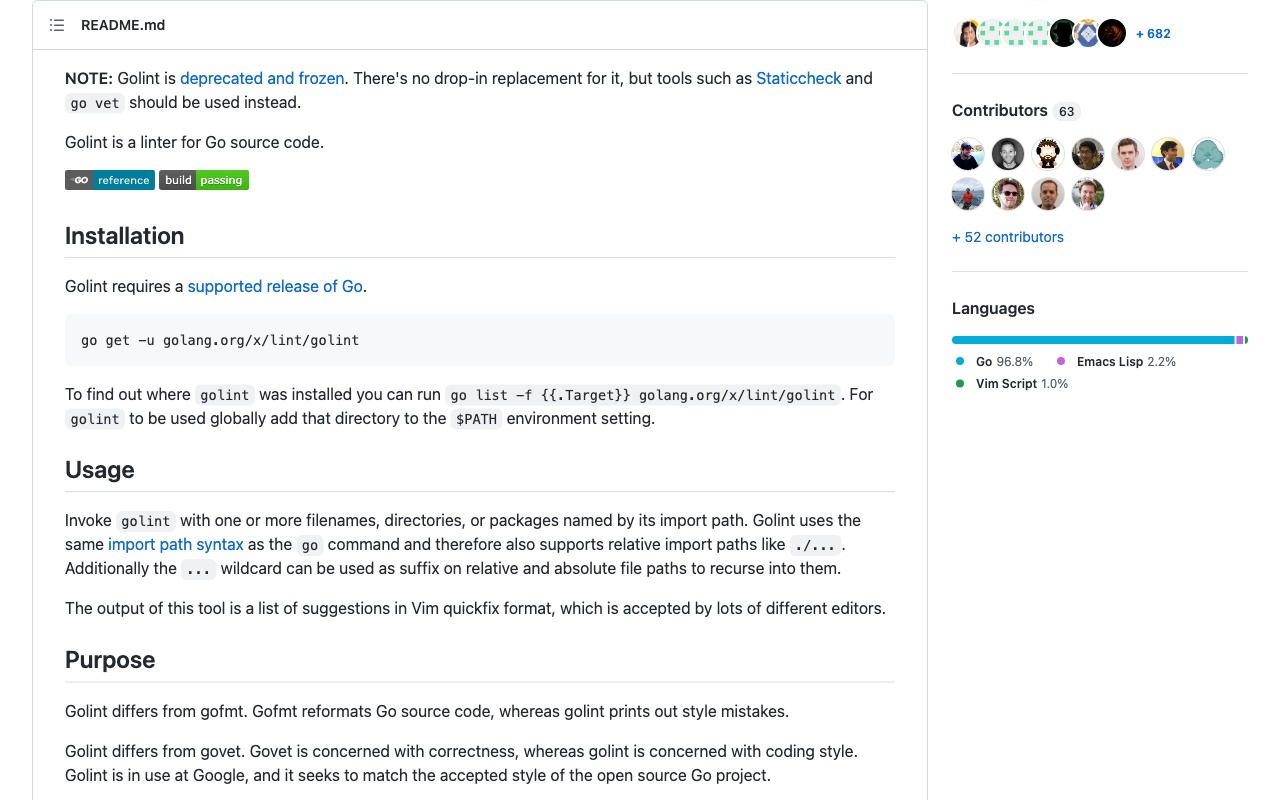 README.md
NOTE: Golint is deprecated and frozen. There's no drop-in replacement for it, but tools such as Staticcheck and
go vet should be used instead.
Golint is a linter for Go source code.
GO reference build passing
Installation
Golint requires a supported release of Go.
go get -u golang.org/x/lint/golint
To find out where golint was installed you can run go list -f {{.Target}} golang.org/x/lint/golint . For
golint to be used globally add that directory to the $PATH environment setting.
Usage
Invoke golint with one or more filenames, directories, or packages named by its import path. Golint uses the
same import path syntax as the go command and therefore also supports relative import paths like ./... .
Additionally the ... wildcard can be used as suffix on relative and absolute file paths to recurse into them.
The output of this tool is a list of suggestions in Vim quickfix format, which is accepted by lots of different editors.
Purpose
Golint differs from gofmt. Gofmt reformats Go source code, whereas golint prints out style mistakes.
Golint differs from govet. Govet is concerned with correctness, whereas golint is concerned with coding style.
Golint is in use at Google, and it seeks to match the accepted style of the open source Go project.
+ 682
Contributors 63
+ 52 contributors
Languages
Go 96.8% Emacs Lisp 2.2%
Vim Script 1.0%